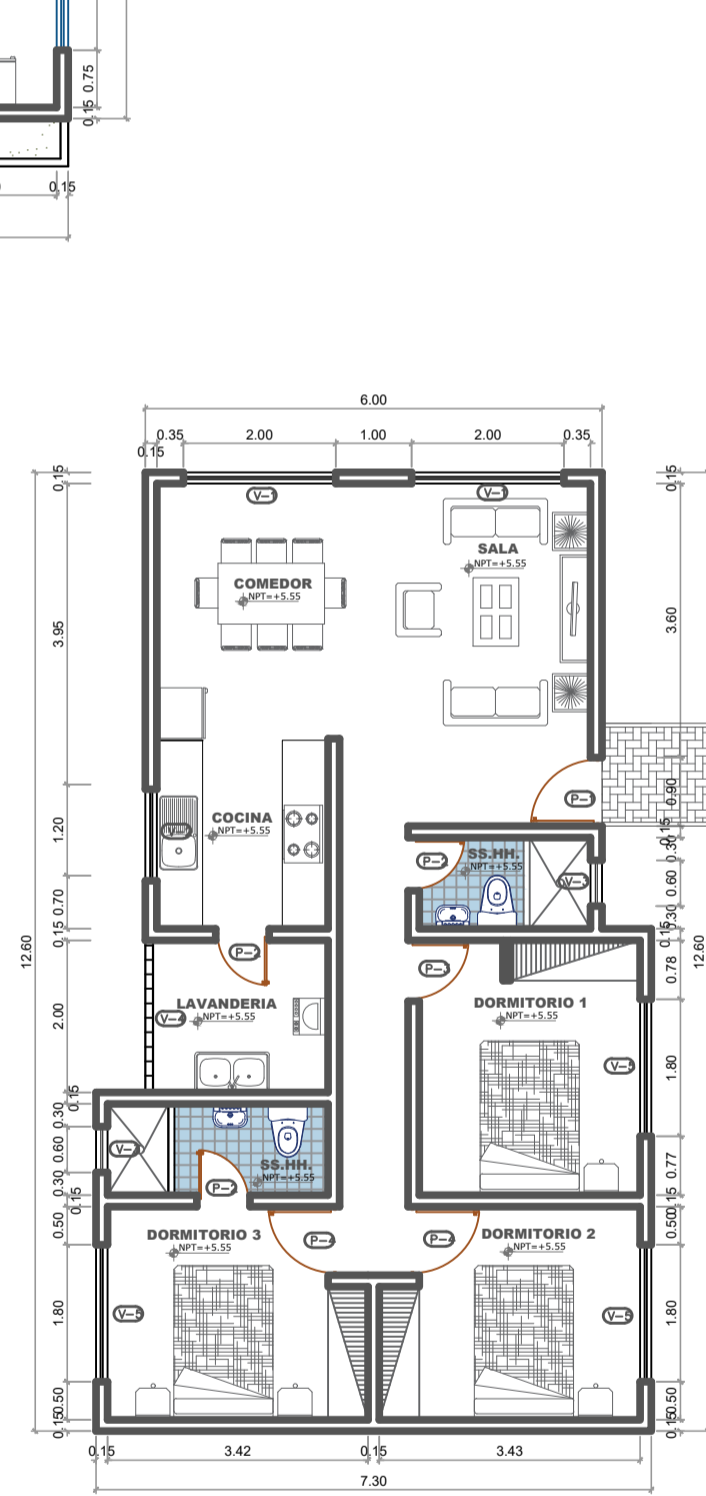 0.75
0.15
0.15
6.00
0.35 2.00 1.00 2.00 0.35
0.15
0.15 0.15
V-1 V-1
SALA
NPT=+5.55
COMEDOR
NPT=+5.55
3.95 3.60
P-1
0.90
COCINA
NPT=+5.55
1.20
0.15
0.30
P-2
SS.HH.
NPT=+5.55
0.60
0.70
0.30
0.15 0.15
12.60 12.60
P-2
P-3
0.78
LAVANDERIA
NPT=+5.55
V-4
2.00
DORMITORIO 1
NPT=+5.55
V-5
1.80
0.15
0.30
0.60
0.30
0.15
SS.HH.
NPT=+5.55
P-2
0.77
0.15
0.50 0.50
DORMITORIO 3
NPT=+5.55
P-4 P-4
DORMITORIO 2
NPT=+5.55
1.80 V-5 V-5 1.80
0.50 0.50
0.15 0.15
0.15 3.42 0.15 3.43
7.30